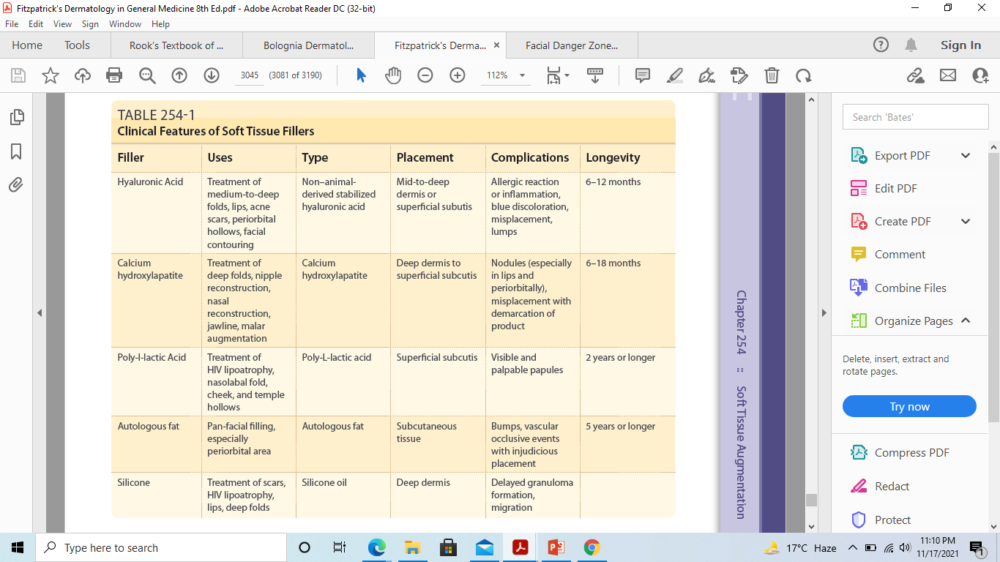 Fitzpatrick's Dermatology in General Medicine 8th Ed.pdf - Adobe Acrobat Reader DC (32-bit)
File Edit View Sign Window Help
Home Tools Rook's Textbook of ... Bolognia Dermatol... Fitzpatrick's Derma... × Facial Danger Zone... Sign In
3045 (3081 of 3190) 112%
TABLE 254-1
Clinical Features of Soft Tissue Fillers
Filler Uses Type Placement Complications Longevity
Hyaluronic Acid Treatment of Non–animal- Mid-to-deep Allergic reaction 6–12 months
medium-to-deep derived stabilized dermis or or inflammation,
folds, lips, acne hyaluronic acid superficial subutis blue discoloration,
scars, periorbital misplacement,
hollows, facial lumps
contouring
Calcium Treatment of Calcium Deep dermis to Nodules (especially 6–18 months
hydroxylapatite deep folds, nipple hydroxylapatite superficial subcutis in lips and
reconstruction, periorbitally),
nasal misplacement with
reconstruction, demarcation of
jawline, malar product
augmentation
Poly-l-lactic Acid Treatment of Poly-L-lactic acid Superficial subcutis Visible and 2 years or longer
HIV lipoatrophy, palpable papules
nasolabal fold,
cheek, and temple
hollows
Autologous fat Pan-facial filling, Autologous fat Subcutaneous Bumps, vascular 5 years or longer
especially tissue occlusive events
periorbital area with injudicious
placement
Silicone Treatment of scars, Silicone oil Deep dermis Delayed granuloma
HIV lipoatrophy, formation,
lips, deep folds migration
Chapter 254 :: Soft Tissue Augmentation
Search 'Bates'
Export PDF
Edit PDF
Create PDF
Comment
Combine Files
Organize Pages
Delete, insert, extract and
rotate pages.
Try now
Compress PDF
Redact
Protect
Type here to search
17°C Haze
11:10 PM
11/17/2021
1